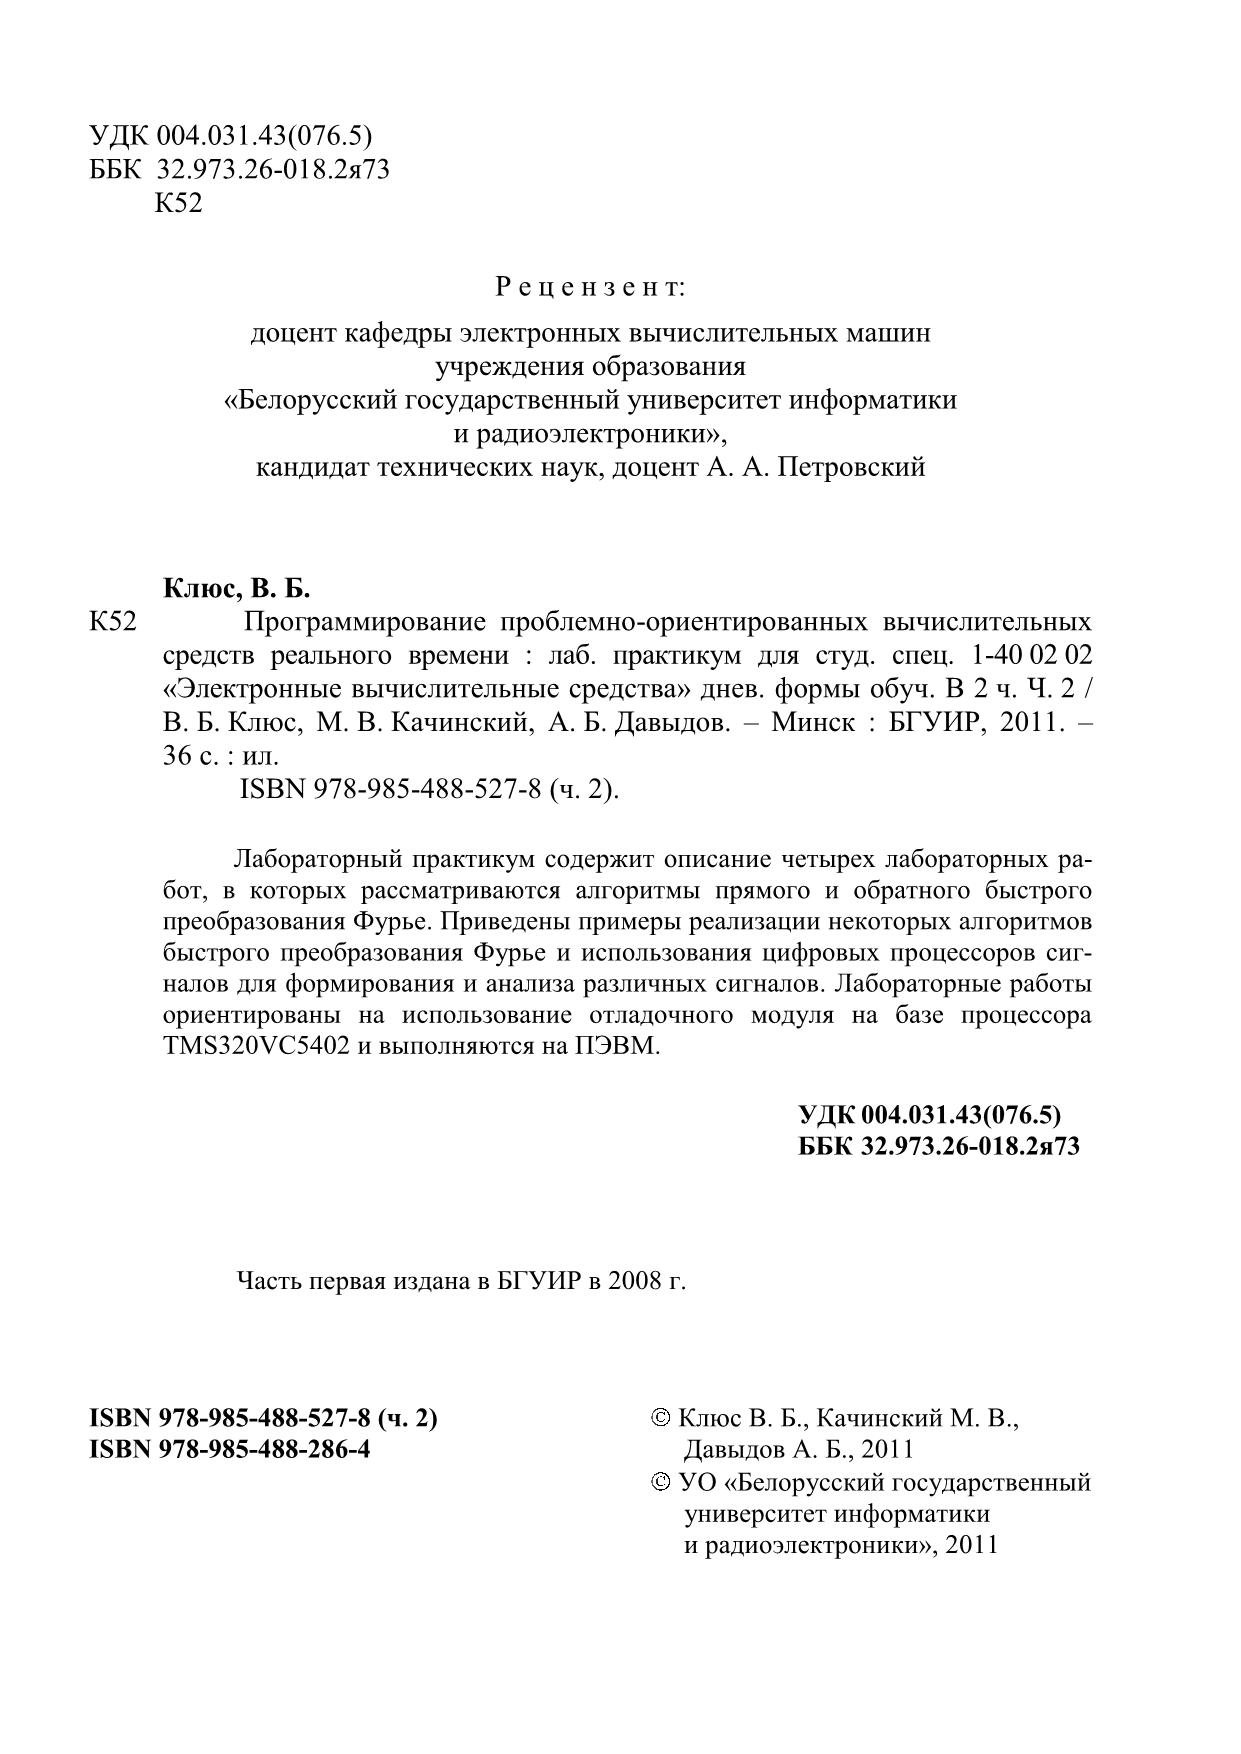 УДК 004.031.43(076.5)
ББК 32.973.26-018.2я73
К52
Р е ц е н з е н т:
доцент кафедры электронных вычислительных машин
учреждения образования
«Белорусский государственный университет информатики
и радиоэлектроники»,
кандидат технических наук, доцент А. А. Петровский
Клюс, В. Б.
К52 Программирование проблемно-ориентированных вычислительных
средств реального времени : лаб. практикум для студ. спец. 1-40 02 02
«Электронные вычислительные средства» днев. формы обуч. В 2 ч. Ч. 2 /
В. Б. Клюс, М. В. Качинский, А. Б. Давыдов. – Минск : БГУИР, 2011. –
36 с. : ил.
ISBN 978-985-488-527-8 (ч. 2).
Лабораторный практикум содержит описание четырех лабораторных ра-
бот, в которых рассматриваются алгоритмы прямого и обратного быстрого
преобразования Фурье. Приведены примеры реализации некоторых алгоритмов
быстрого преобразования Фурье и использования цифровых процессоров сиг-
налов для формирования и анализа различных сигналов. Лабораторные работы
ориентированы на использование отладочного модуля на базе процессора
TMS320VC5402 и выполняются на ПЭВМ.
УДК 004.031.43(076.5)
ББК 32.973.26-018.2я73
Часть первая издана в БГУИР в 2008 г.
ISBN 978-985-488-527-8 (ч. 2)
ISBN 978-985-488-286-4
© Клюс В. Б., Качинский М. В.,
Давыдов А. Б., 2011
© УО «Белорусский государственный
университет информатики
и радиоэлектроники», 2011